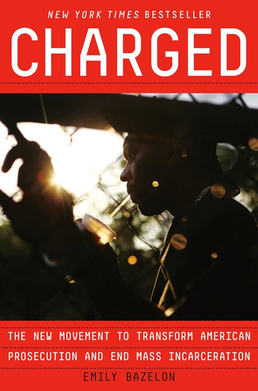 NEW YORK TIMES BESTSELLER
CHARGED
THE NEW MOVEMENT TO TRANSFORM AMERICAN
PROSECUTION AND END MASS INCARCERATION
EMILY BAZELON